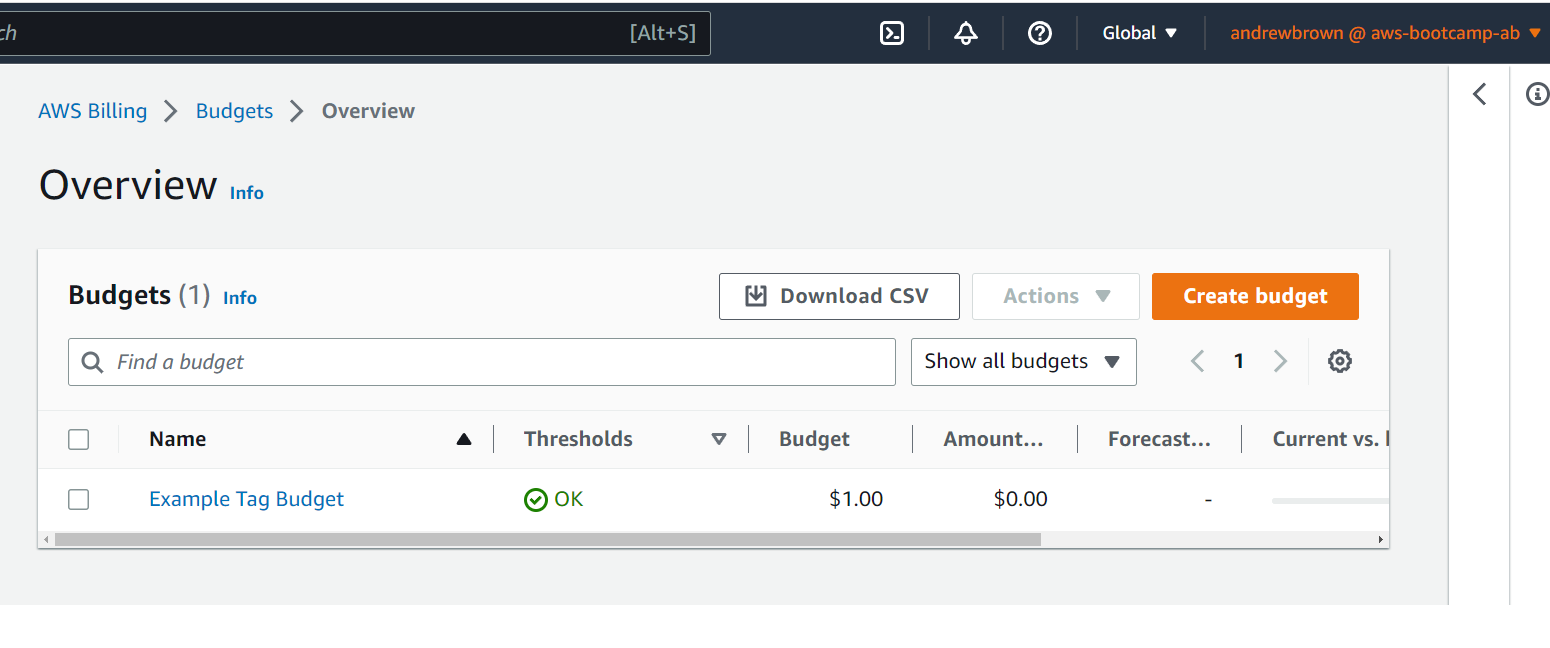 ch [Alt+S] Global andrewbrown @ aws-bootcamp-ab
AWS Billing Budgets Overview
Overview Info
Budgets (1) Info Download CSV Actions Create budget
Find a budget Show all budgets 1
Name Thresholds Budget Amount... Forecast... Current vs.
Example Tag Budget OK $1.00 $0.00 -